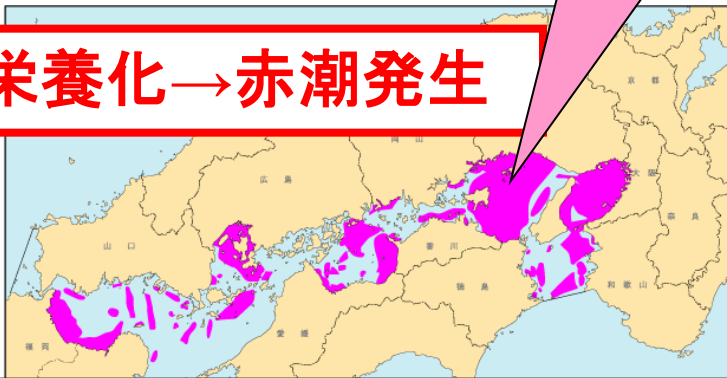 栄養化→赤潮発生
京 都
岡 山
広 島
大 阪
奈 良
山 口
香 川
徳 島
和 歌 山
愛 媛
福 岡